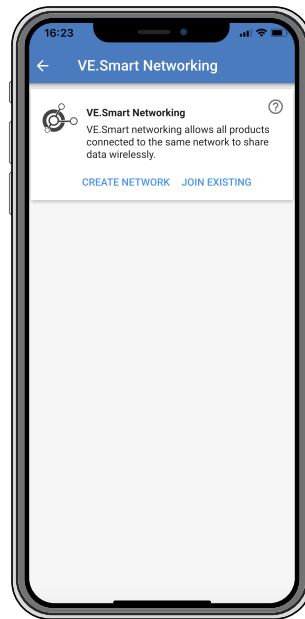 16:23
VE.Smart Networking
VE.Smart Networking
VE.Smart networking allows all products
connected to the same network to share
data wirelessly.
CREATE NETWORK JOIN EXISTING